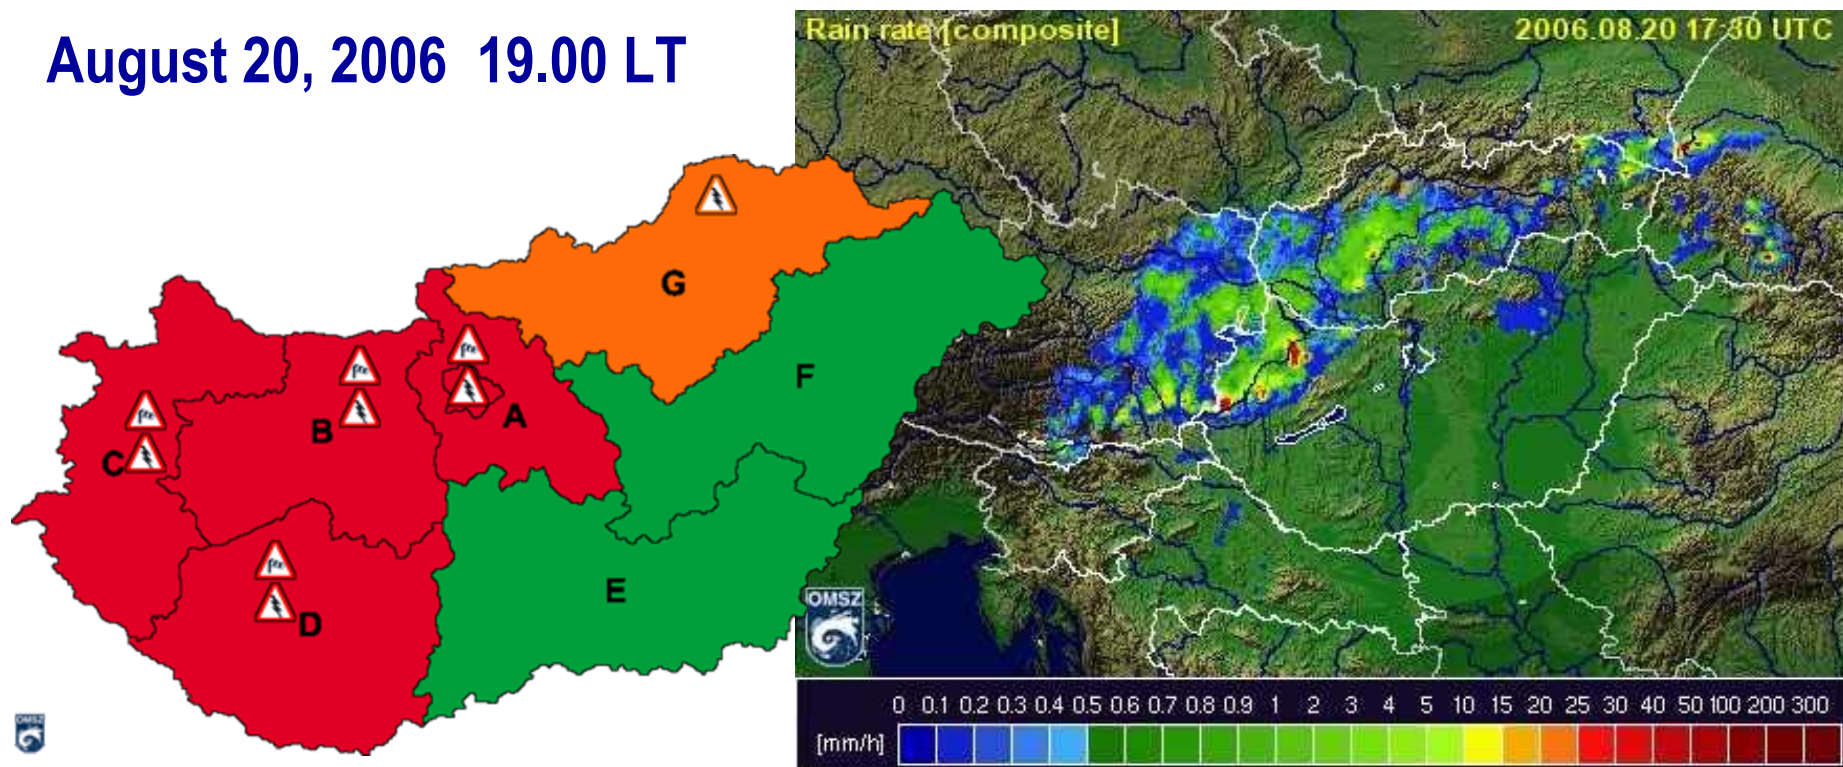 August 20, 2006 19.00 LT
Rain rate [composite]
2006.08.20 17:30 UTC
G
F
A
B
C
E
D
OMSZ
OMSZ
0 0.1 0.2 0.3 0.4 0.5 0.6 0.7 0.8 0.9 1 2 3 4 5 10 15 20 25 30 40 50 100 200 300
[mm/h]